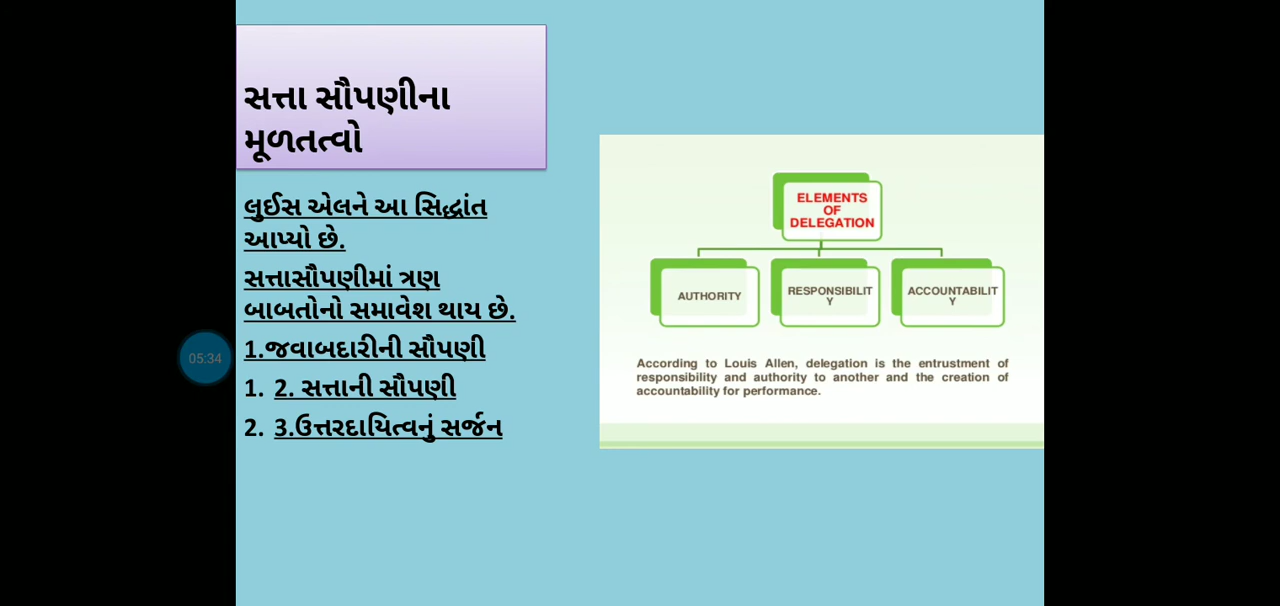 સત્તા સૌપણીના
મૂળતત્વો
લુઈસ એલને આ સિદ્ધાંત
આપ્યો છે.
સત્તાસૌપણીમાં ત્રણ
બાબતોનો સમાવેશ થાય છે.
1.જવાબદારીની સૌપણી
1. 2. સત્તાની સૌપણી
2. 3.ઉત્તરદાયિત્વનું સર્જન
05:34
ELEMENTS
OF
DELEGATION
AUTHORITY
RESPONSIBILIT
Y
ACCOUNTABILIT
Y
According to Louis Allen, delegation is the entrustment of
responsibility and authority to another and the creation of
accountability for performance.